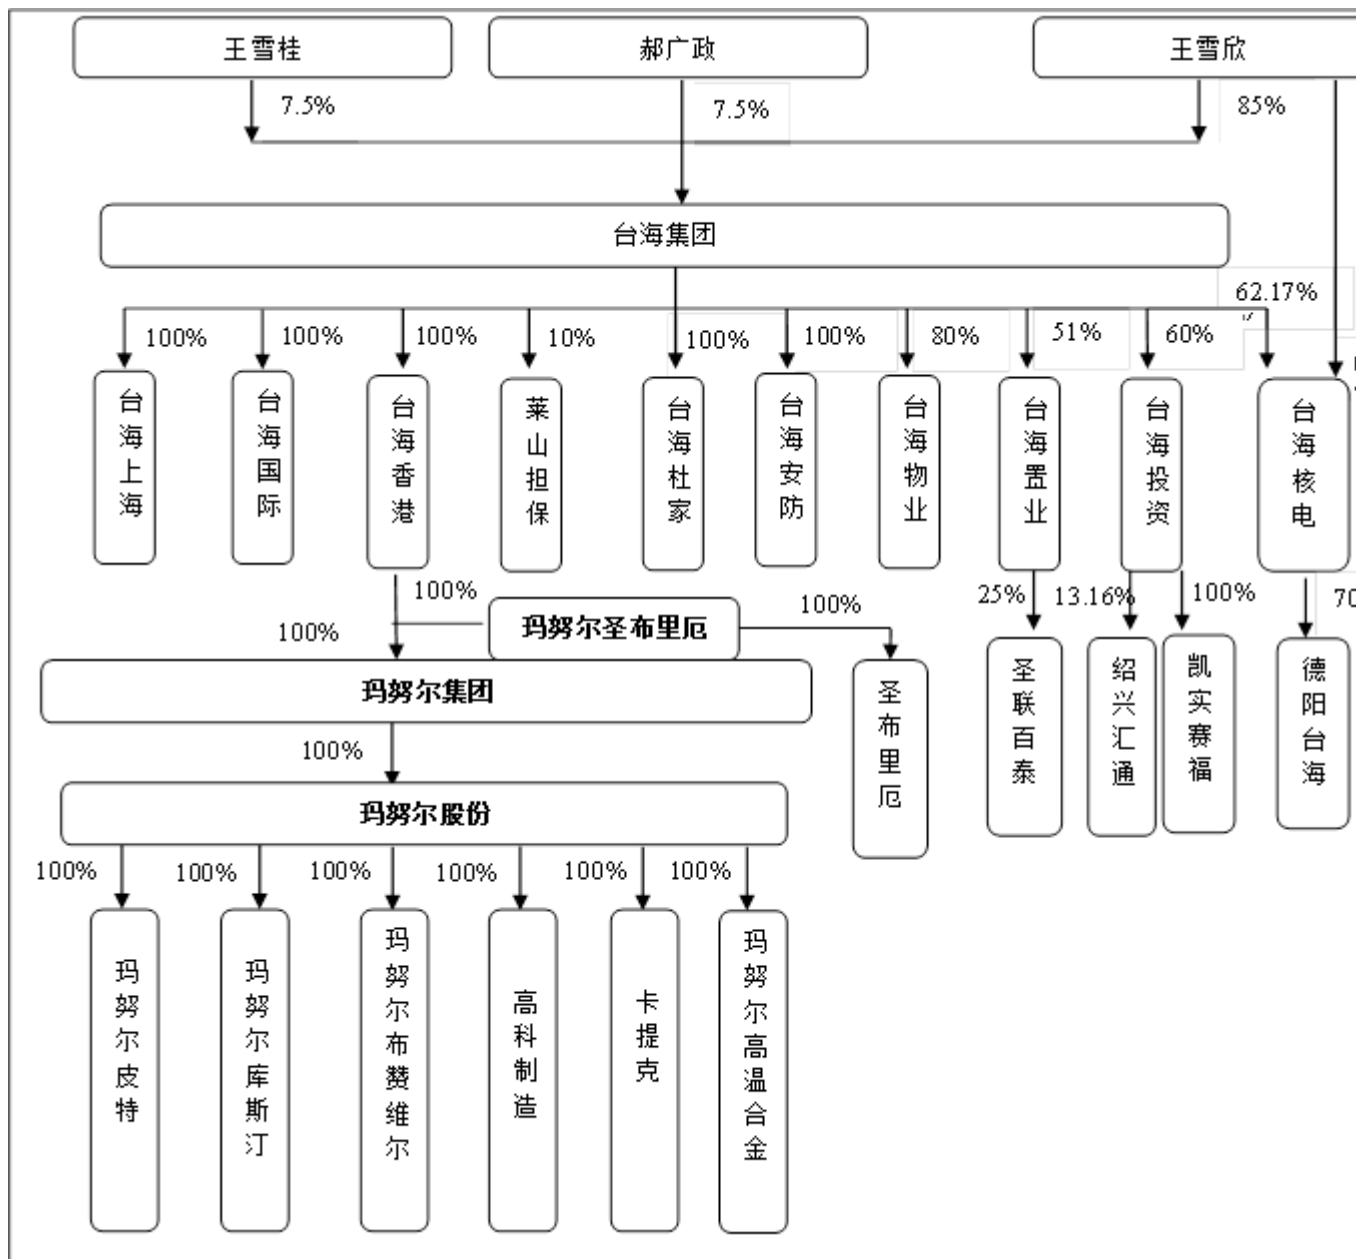 王雪桂
郝广政
王雪欣
7.5%
7.5%
85%
台海集团
62.17%
100%
100%
100%
10%
100%
100%
80%
51%
60%
台海上海
台海国际
台海香港
莱山担保
台海杜家
台海安防
台海物业
台海置业
台海投资
台海核电
100%
100%
25%
13.16%
100%
70
100%
玛努尔圣布里厄
玛努尔集团
圣布里厄
圣联百泰
绍兴汇通
凯实赛福
德阳台海
100%
玛努尔股份
100%
100%
100%
100%
100%
100%
玛努尔皮特
玛努尔库斯汀
玛努尔布赞维尔
高科制造
卡提克
玛努尔高温合金